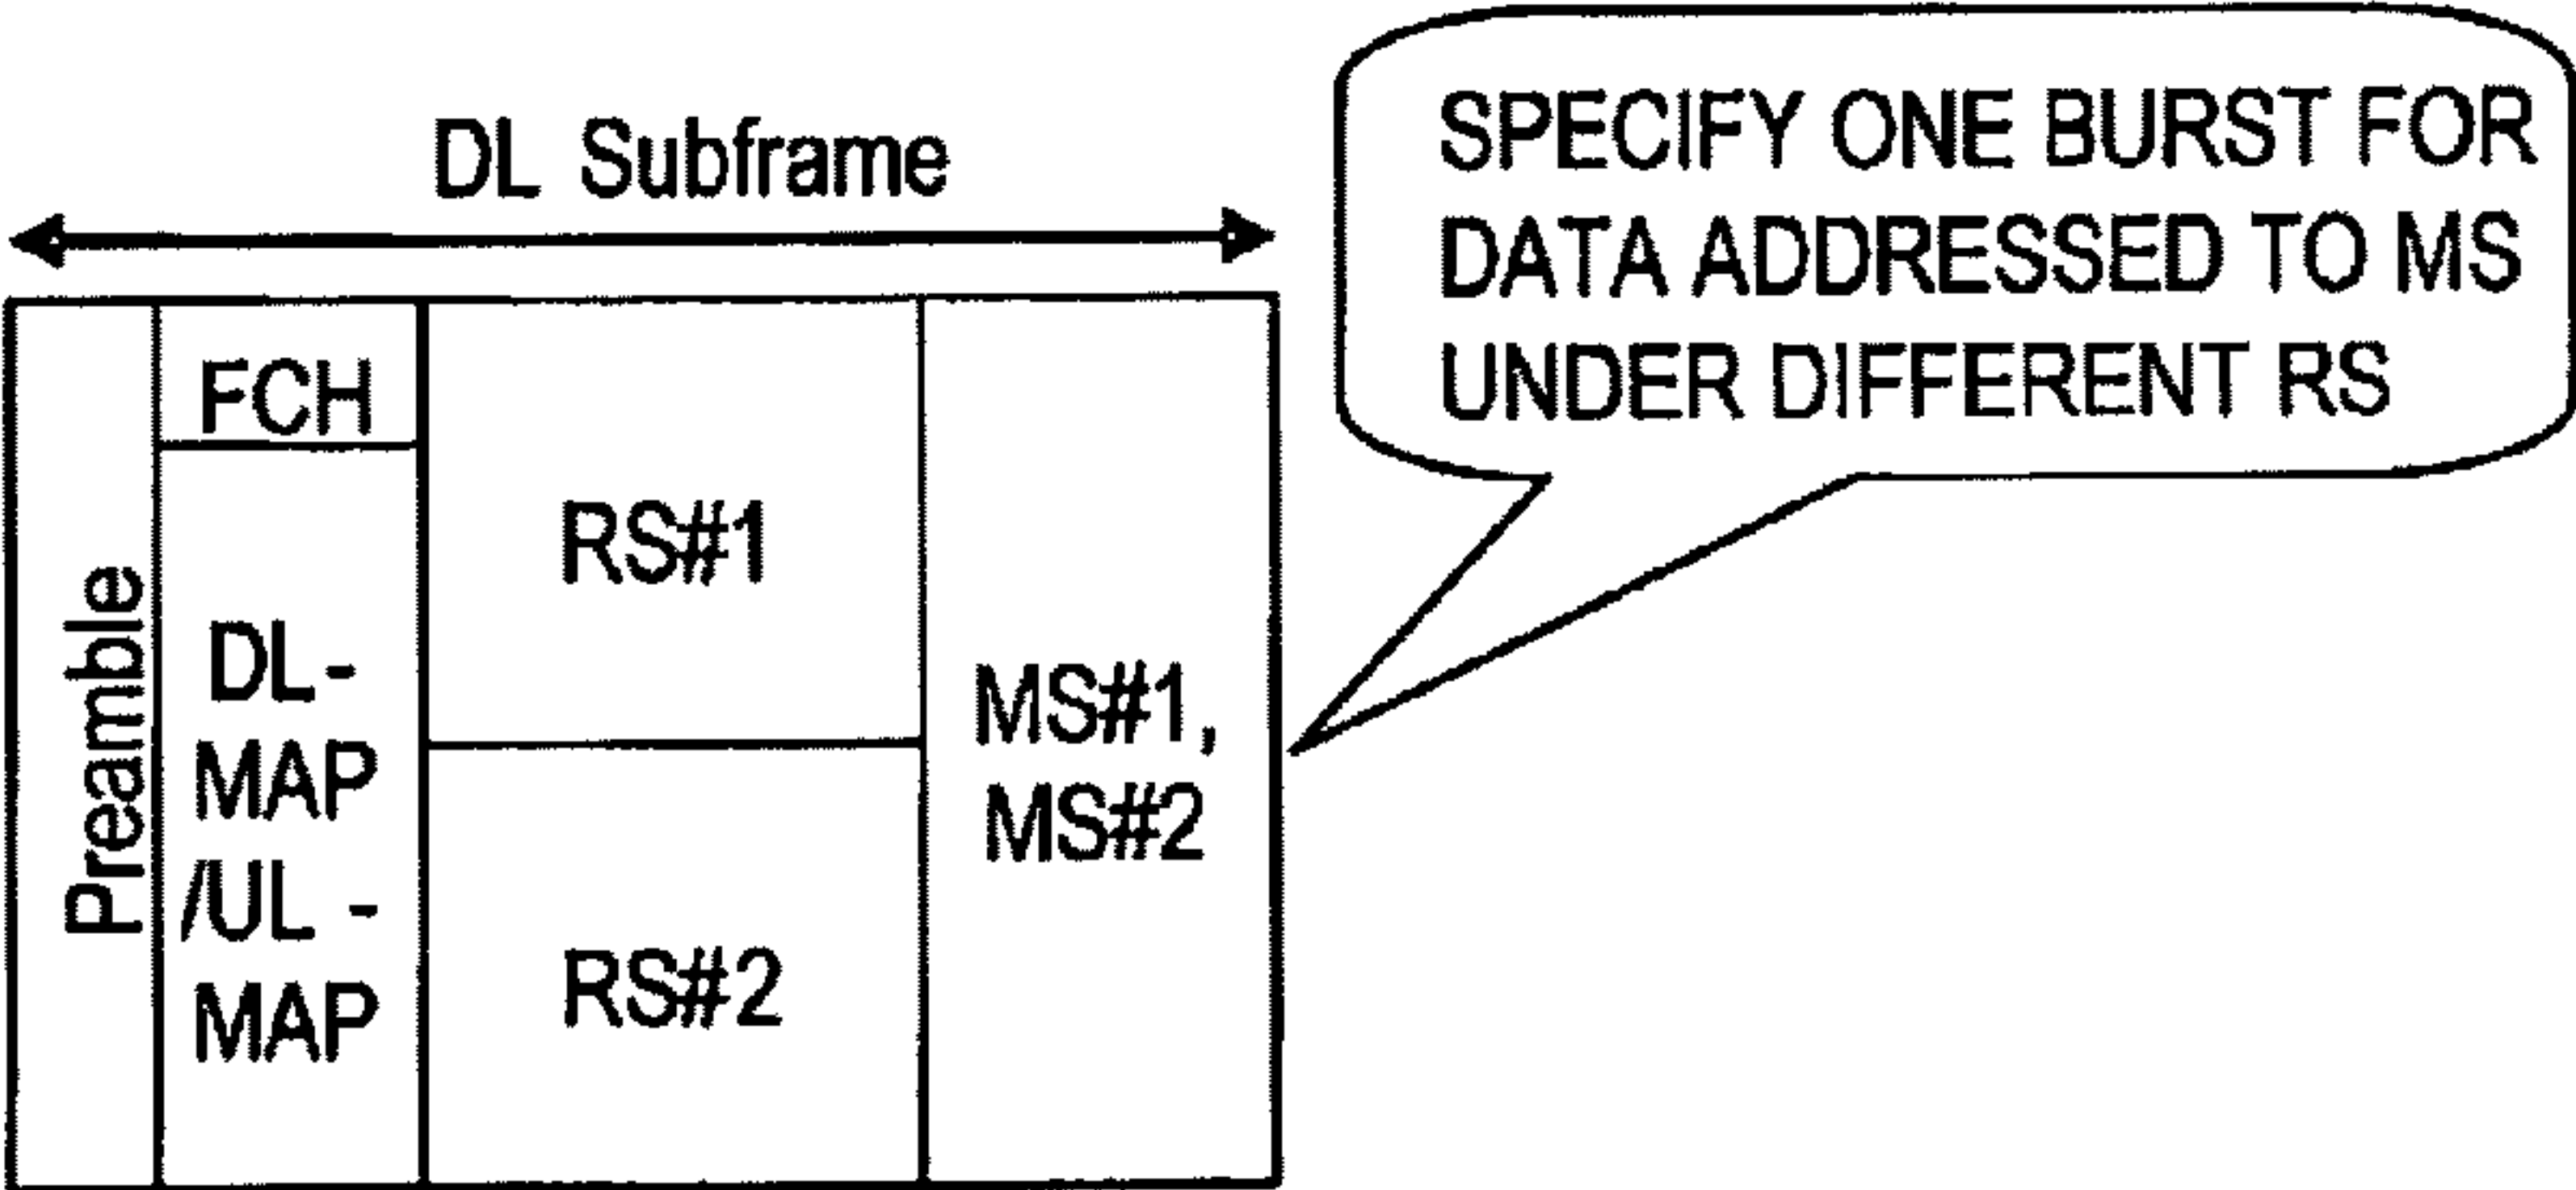 DL Subframe
SPECIFY ONE BURST FOR
DATA ADDRESSED TO MS
UNDER DIFFERENT RS
Preamble
FCH
DL-
MAP
/UL -
MAP
RS#1
RS#2
MS#1,
MS#2